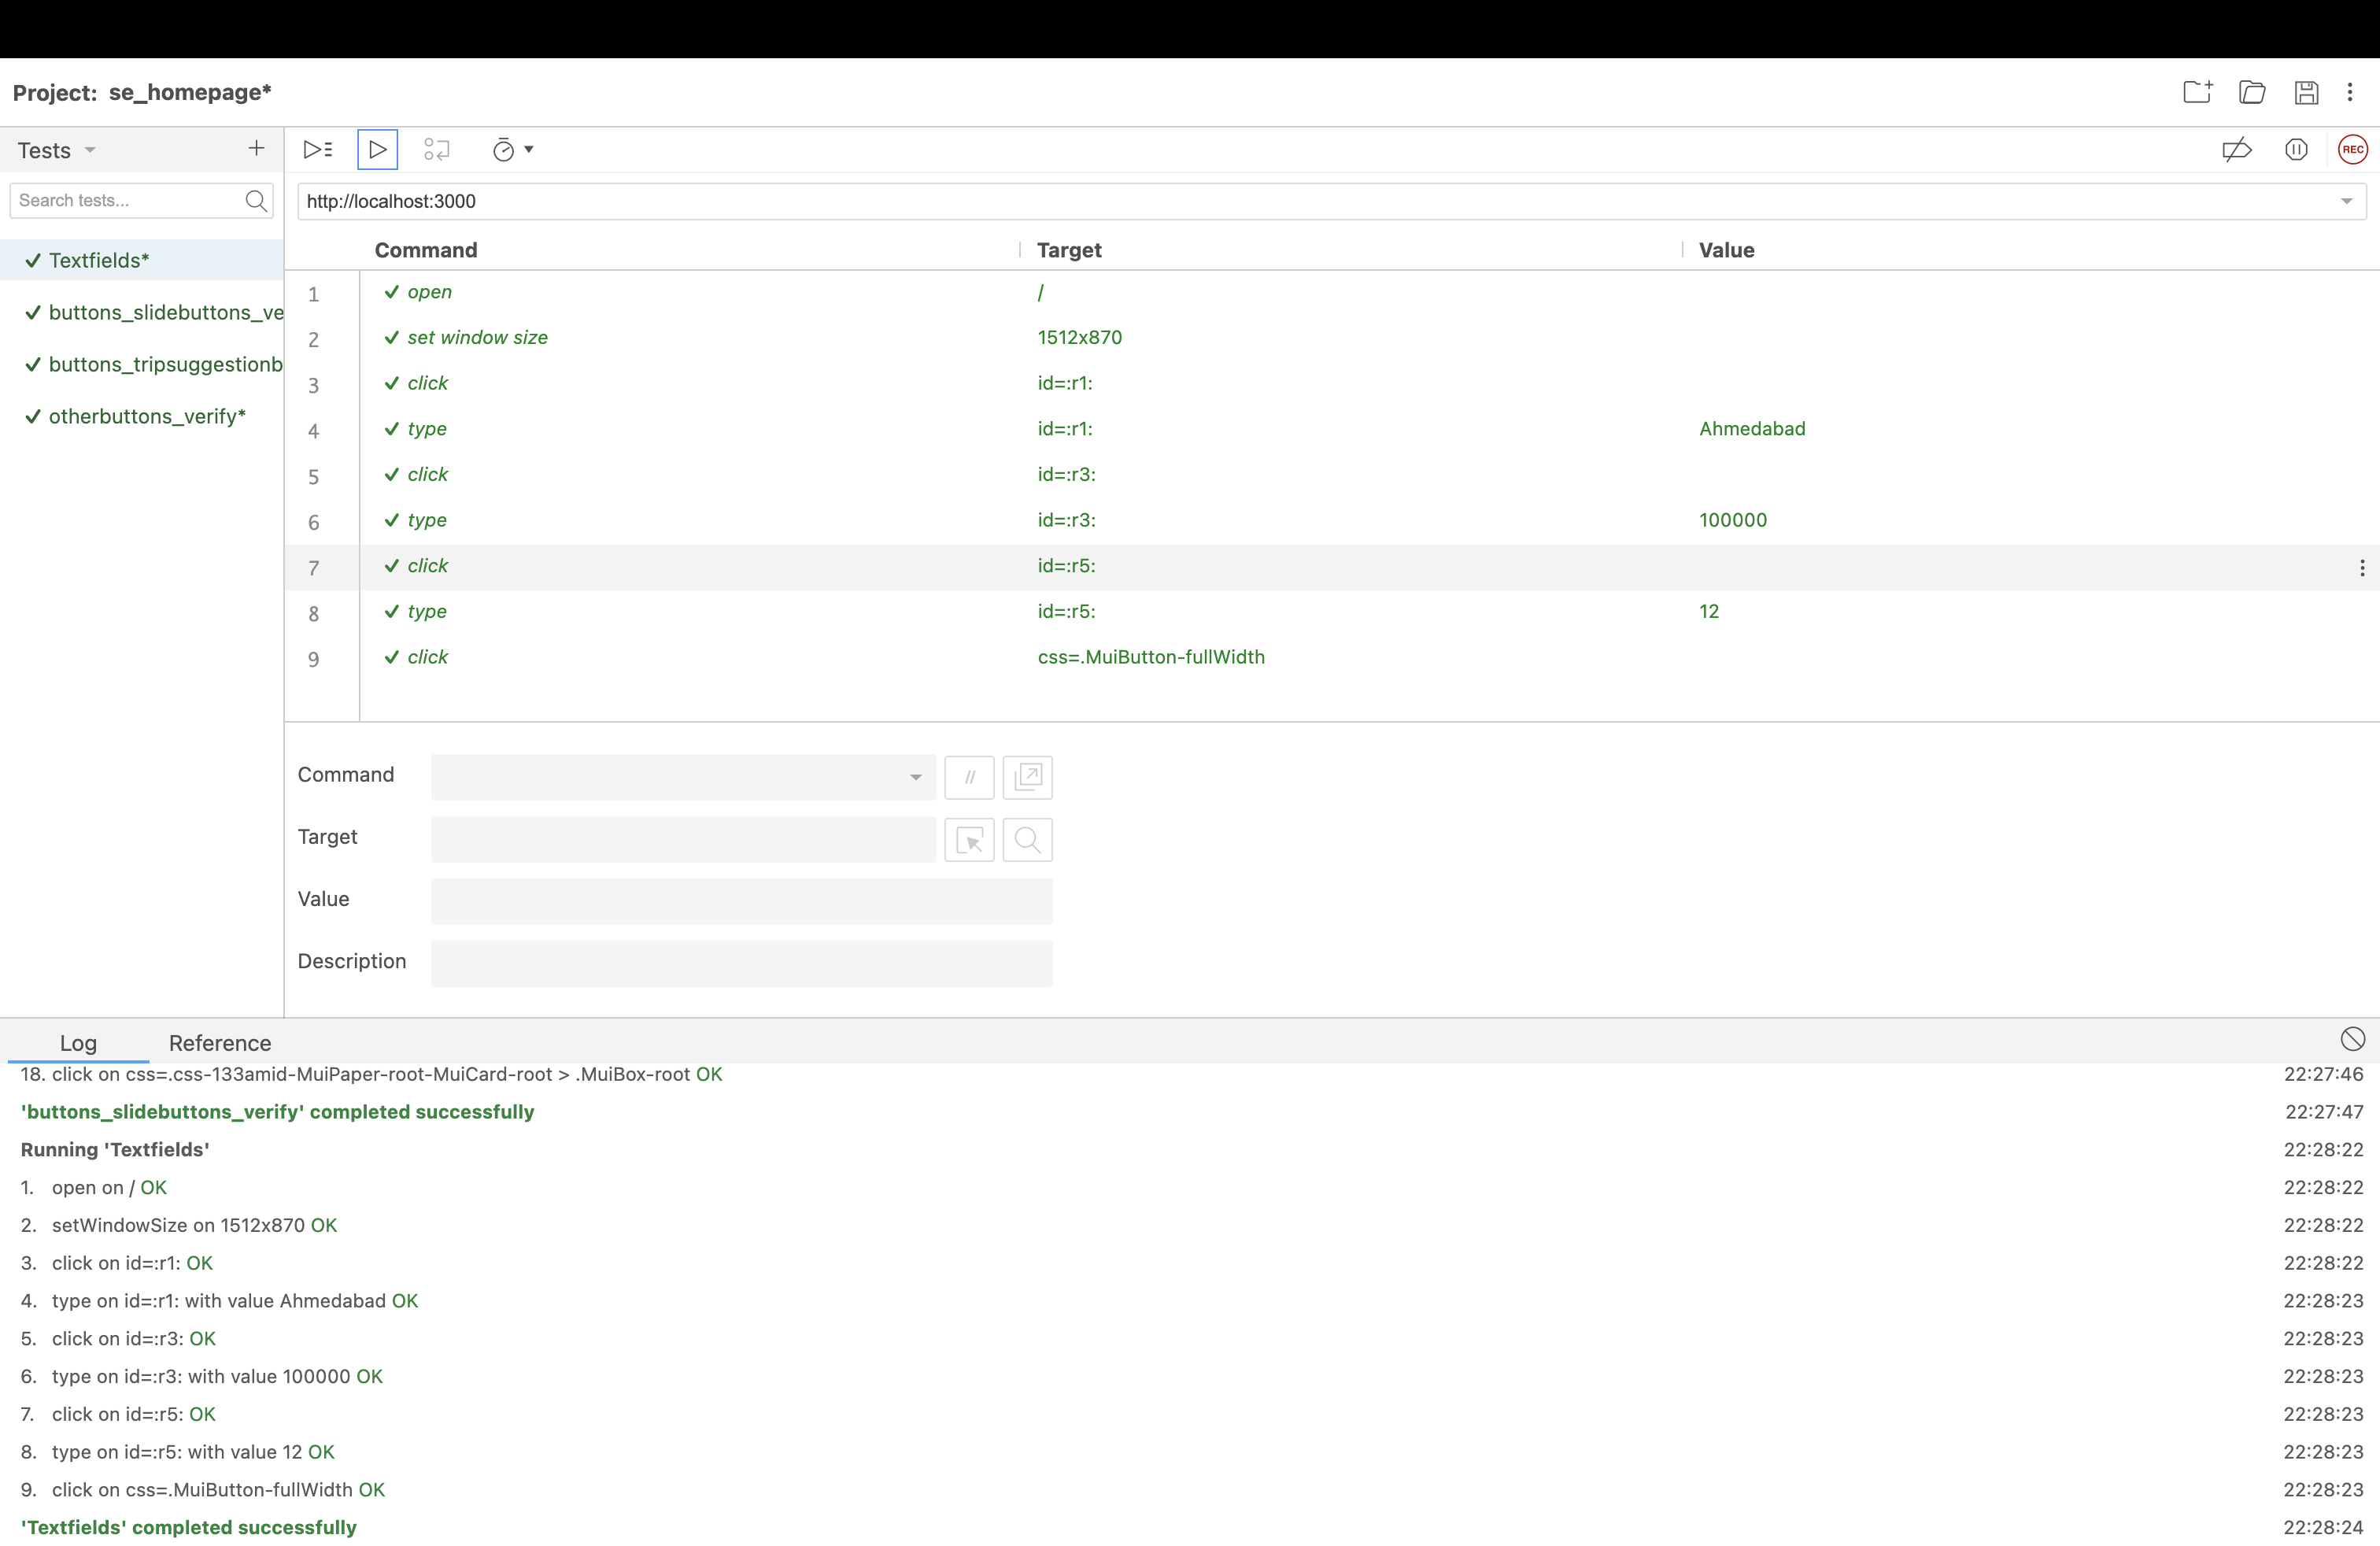 Project: se_homepage*
Tests
Search tests...
Textfields*
buttons_slidebuttons_ve
buttons_tripsuggestionb
otherbuttons_verify*
REC
http://localhost:3000
Command Target Value
1 open /
2 set window size 1512x870
3 click id=:r1:
4 type id=:r1: Ahmedabad
5 click id=:r3:
6 type id=:r3: 100000
7 click id=:r5:
8 type id=:r5: 12
9 click css=.MuiButton-fullWidth
Command //
Target
Value
Description
Log Reference
18. click on css=.css-133amid-MuiPaper-root-MuiCard-root > .MuiBox-root OK 22:27:46
'buttons_slidebuttons_verify' completed successfully 22:27:47
Running 'Textfields' 22:28:22
1. open on / OK 22:28:22
2. setWindowSize on 1512x870 OK 22:28:22
3. click on id=:r1: OK 22:28:22
4. type on id=:r1: with value Ahmedabad OK 22:28:23
5. click on id=:r3: OK 22:28:23
6. type on id=:r3: with value 100000 OK 22:28:23
7. click on id=:r5: OK 22:28:23
8. type on id=:r5: with value 12 OK 22:28:23
9. click on css=.MuiButton-fullWidth OK 22:28:23
'Textfields' completed successfully 22:28:24